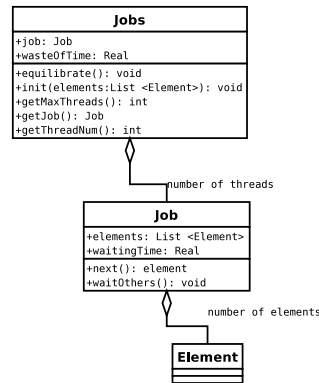 Jobs
+job: Job
+wasteOfTime: Real
+equilibrate(): void
+init(elements:List <Element>): void
+getMaxThreads(): int
+getJob(): Job
+getThreadNum(): int
number of threads
Job
+elements: List <Element>
+waitingTime: Real
+next(): element
+waitOthers(): void
number of elements
Element